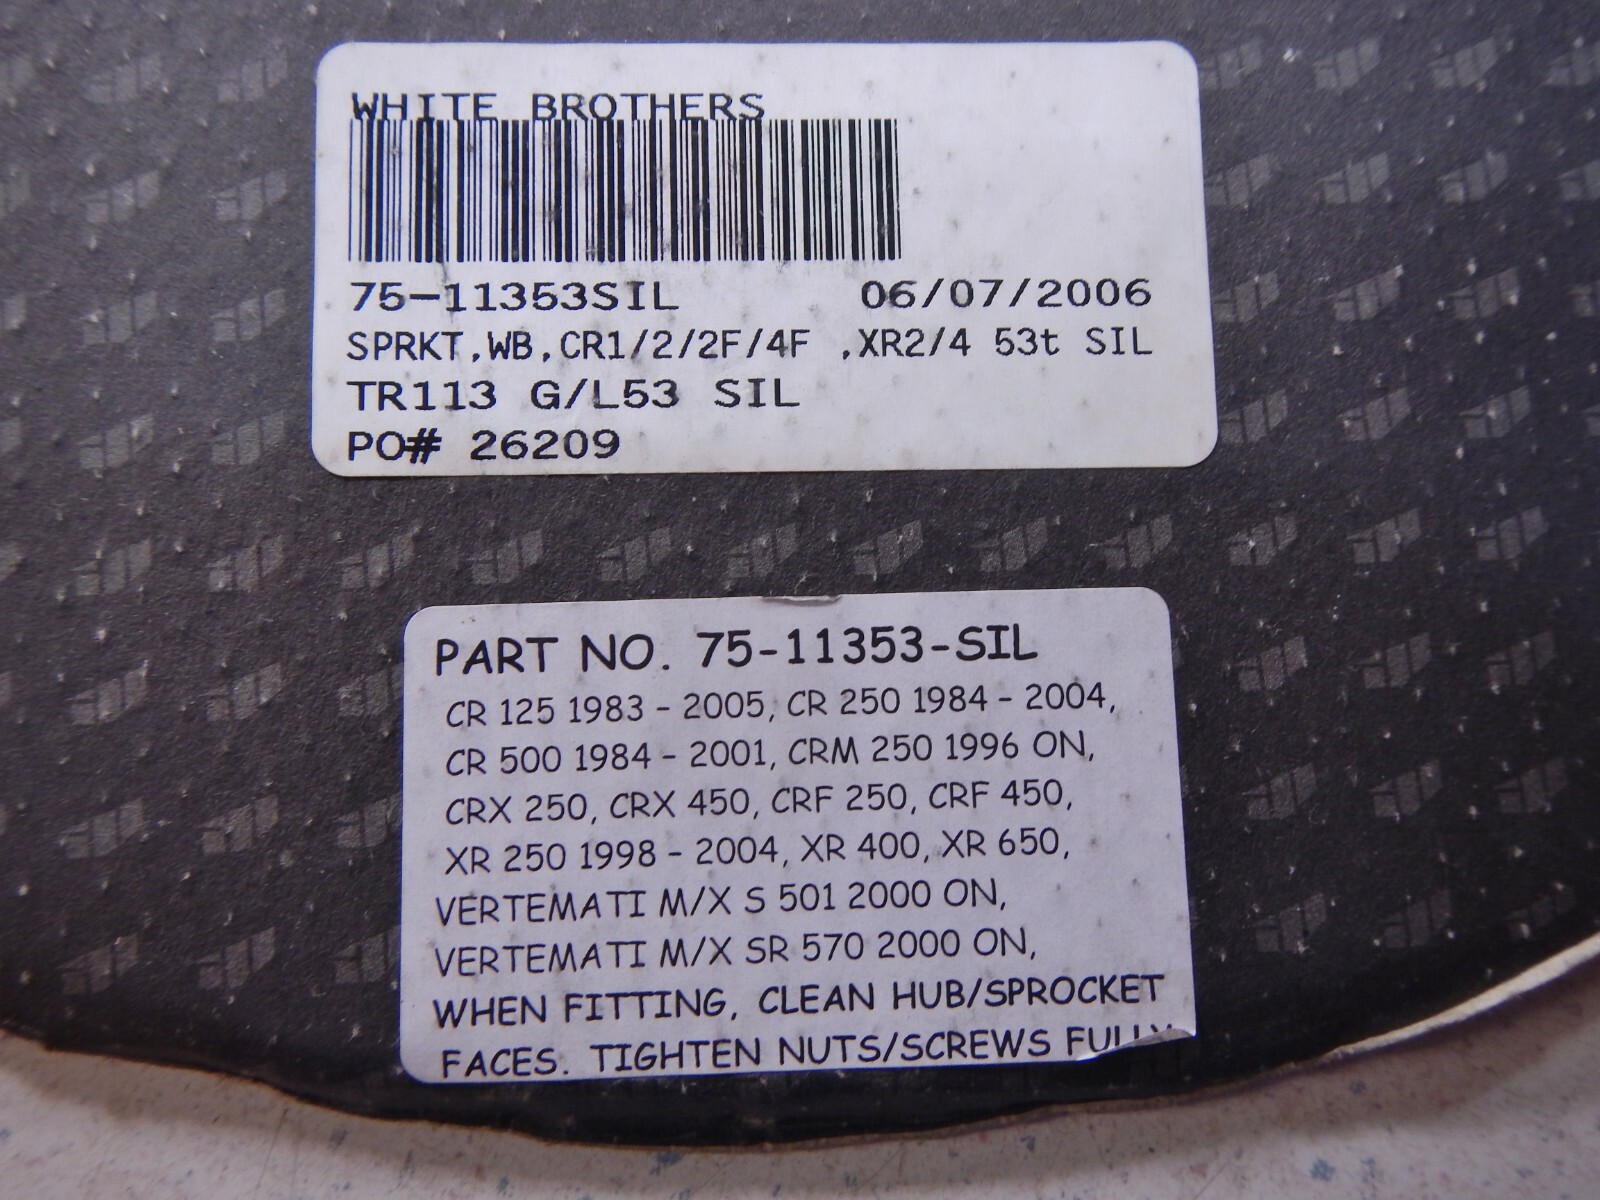 WHITE BROTHERS
75-11353SIL 06/07/2006
SPRKT,WB,CR1/2/2F/4F ,XR2/4 53t SIL
TR113 G/L53 SIL
PO# 26209
PART NO. 75-11353-SIL
CR 125 1983 - 2005, CR 250 1984 - 2004,
CR 500 1984 - 2001, CRM 250 1996 ON,
CRX 250, CRX 450, CRF 250, CRF 450,
XR 250 1998 - 2004, XR 400, XR 650,
VERTEMATI M/X S 501 2000 ON,
VERTEMATI M/X SR 570 2000 ON,
WHEN FITTING, CLEAN HUB/SPROCKET
FACES. TIGHTEN NUTS/SCREWS FULLY